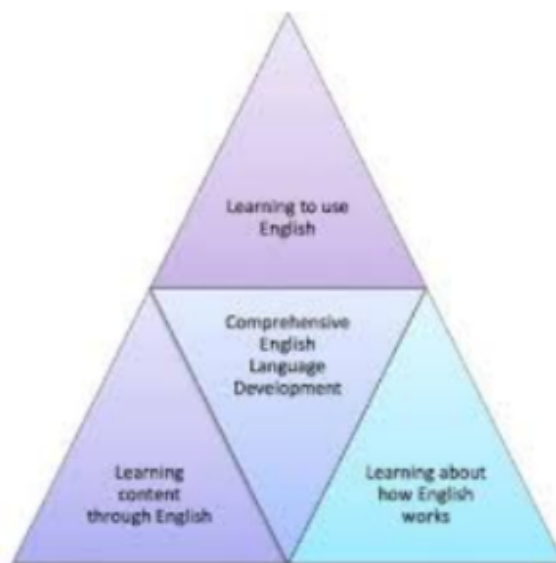 Learning to use
English
Comprehensive
English
Language
Development
Learning
content
through English
Learning about
how English
works